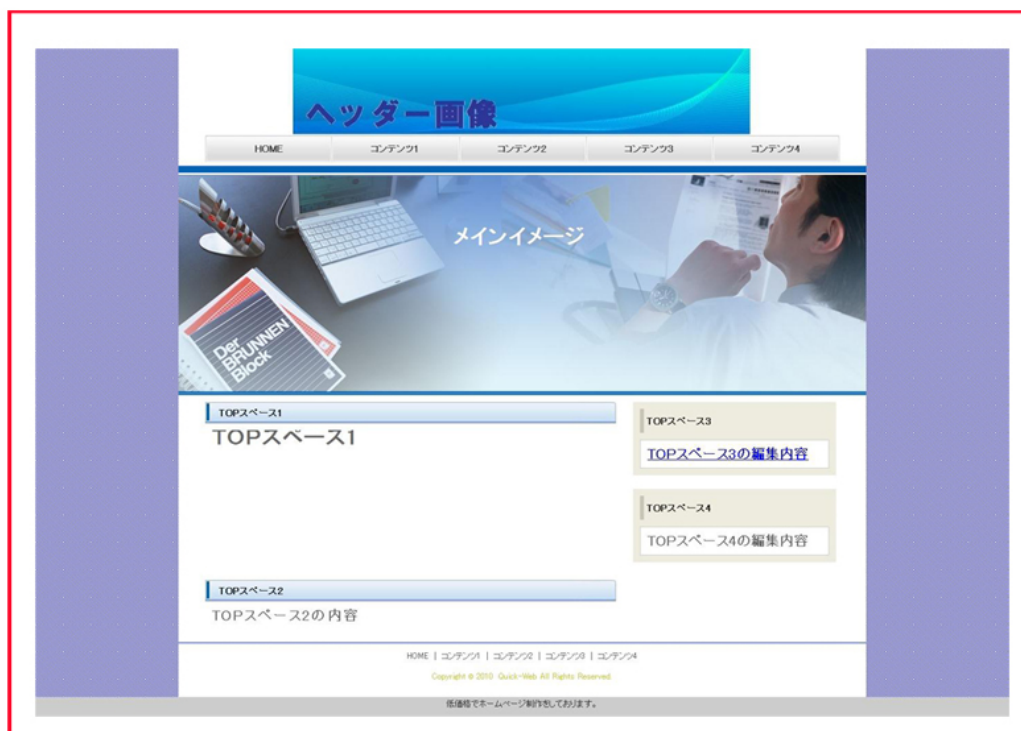 ヘッダー画像
HOME コンテンツ1 コンテンツ2 コンテンツ3 コンテンツ4
メインイメージ
Der
BRUNNEN
Block
TOPスペース1
TOPスペース1
TOPスペース3
TOPスペース3の編集内容
TOPスペース4
TOPスペース4の編集内容
TOPスペース2
TOPスペース2の内容
HOME | コンテンツ1 | コンテンツ2 | コンテンツ3 | コンテンツ4
Copyright © 2010 Quick-Web All Rights Reserved.
低価格でホームページ制作をしております。